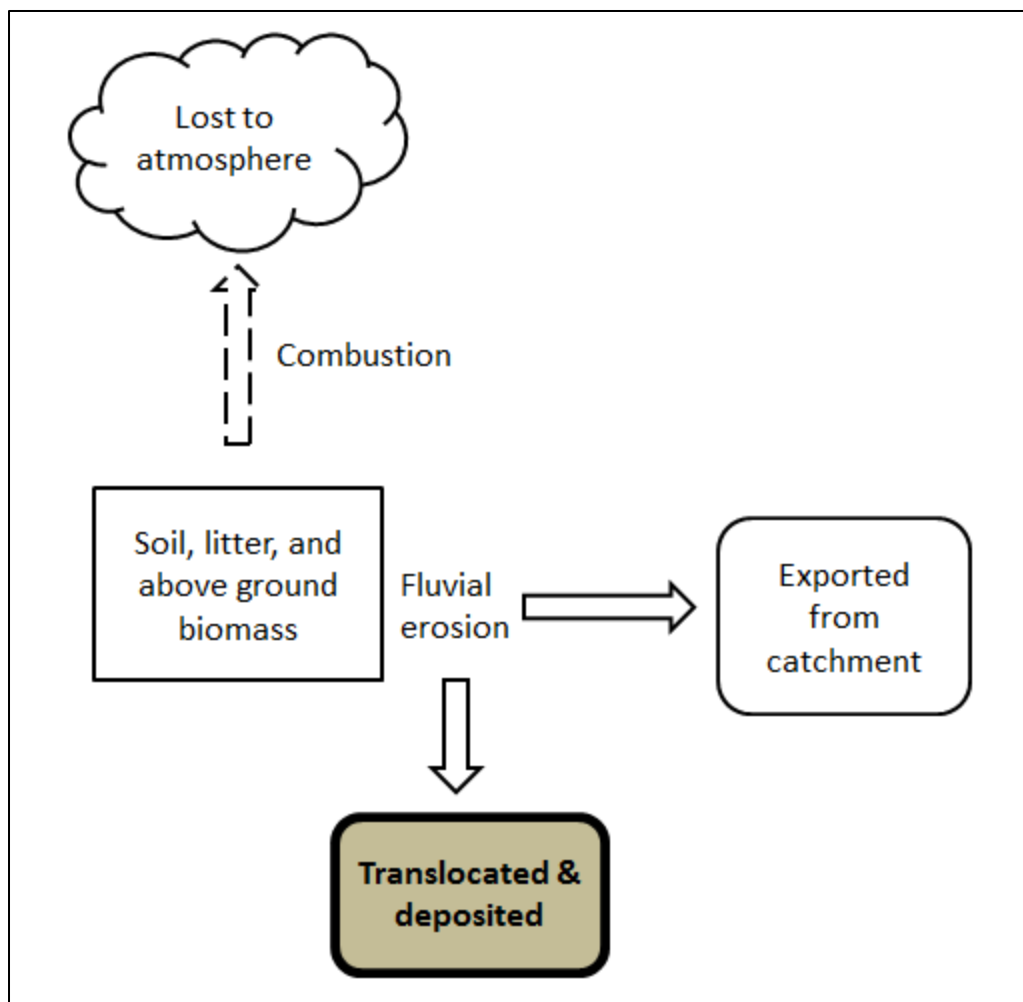 Lost to
atmosphere
Combustion
Soil, litter, and
above ground
biomass
Fluvial
erosion
Exported
from
catchment
Translocated &
deposited